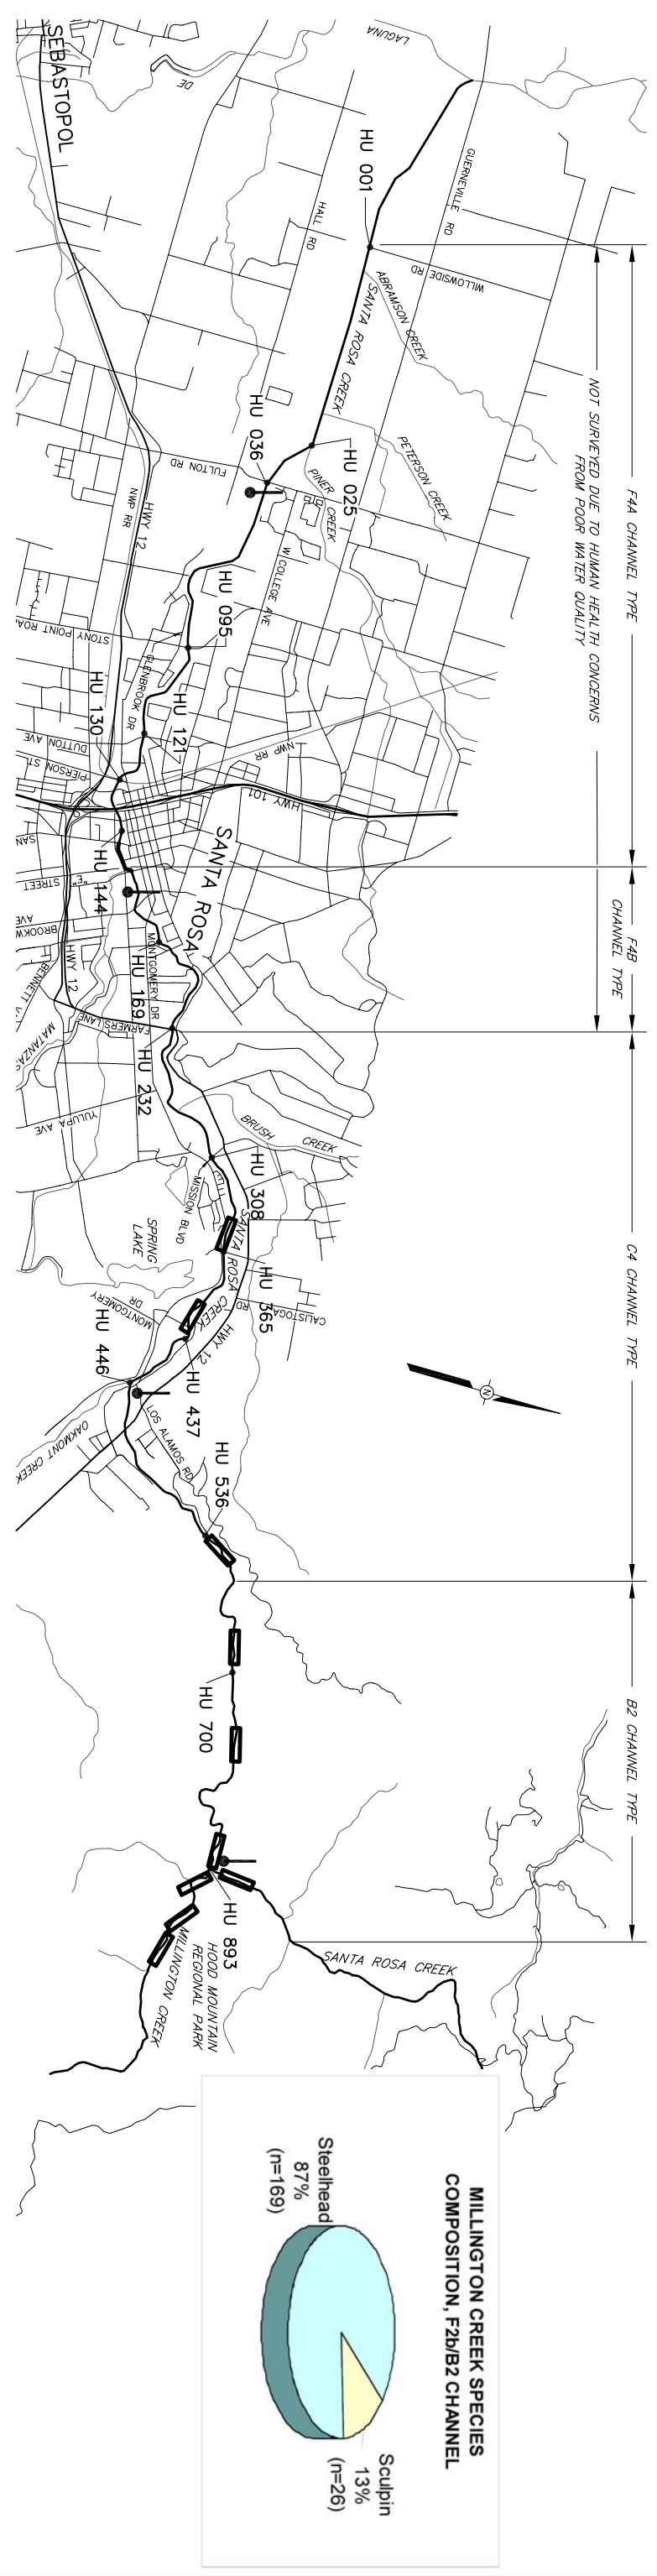 LAGUNA
DE
SEBASTOPOL
HU 001
GUERNEVILLE RD
HALL RD
WILLOWSIDE RD
ABRAMSON CREEK
SANTA ROSA CREEK
F4A CHANNEL TYPE
NOT SURVEYED DUE TO HUMAN HEALTH CONCERNS
FROM POOR WATER QUALITY
HU 036
HU 025
PETERSON CREEK
PINER CREEK
FULTON RD
HWY 12
NWP RR
W COLLEGE AVE
HU 095
STONY POINT ROA
GLENBROOK DR
HU 130
HU 121
DUTTON AVE
PIERSON ST
NWP RR
HWY 101
SANTA ROSA
SAN
HU 144
"E" STREET
BROOKW
AVE
HWY 12
BENNETT V
MATANZAS
MONTGOMERY DR
HU 169
FARMERS LANE
F4B
CHANNEL TYPE
HU 232
YULUPA AVE
BRUSH CREEK
HU 308
MISSION BLVD
SPRING
LAKE
SANTA ROSA CREEK
HU 365
CALISTOGA RD
C4 CHANNEL TYPE
MONTGOMERY
DR
HWY 12
HU 446
HU 437
N
OAKMONT CREEK
LOS ALAMOS RD
HU 536
HU 700
B2 CHANNEL TYPE
HU 893
HOOD MOUNTAIN
REGIONAL PARK
MILLINGTON CREEK
SANTA ROSA CREEK
MILLINGTON CREEK SPECIES
COMPOSITION, F2b/B2 CHANNEL
Steelhead
87%
(n=169)
Sculpin
13%
(n=26)